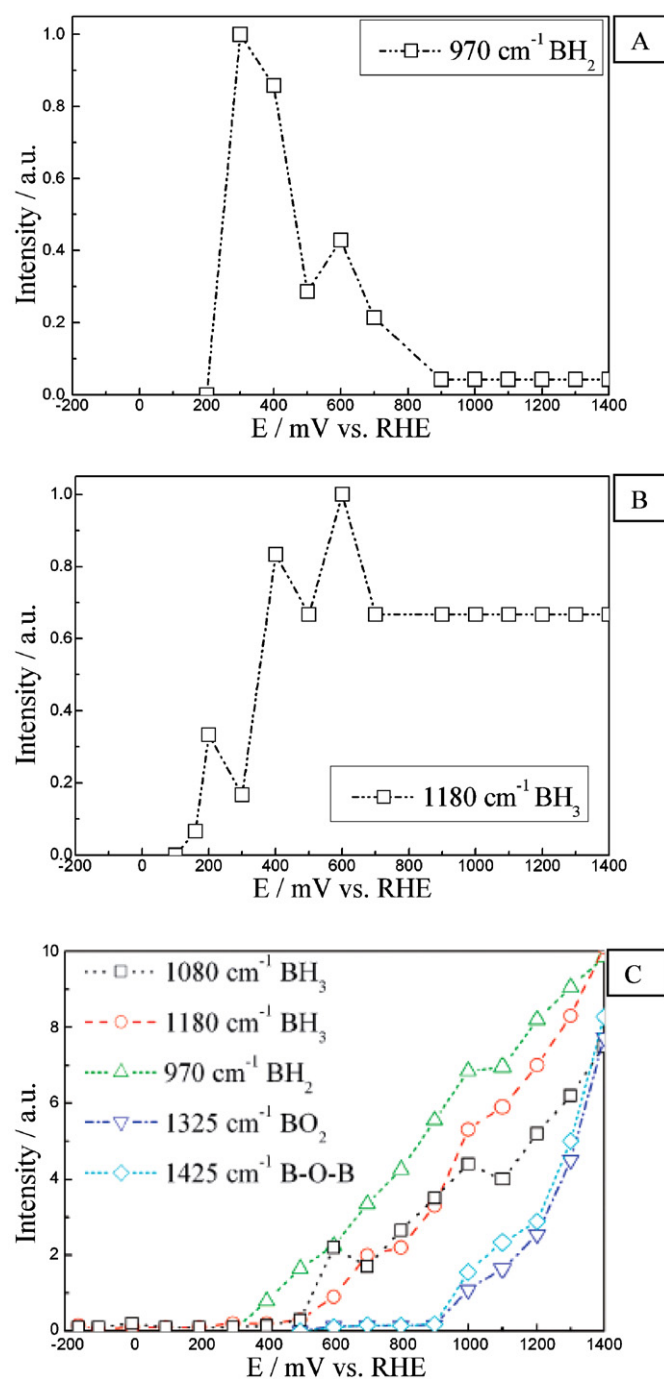 A
970 cm⁻¹ BH₂
Intensity / a.u.
1.0
0.8
0.6
0.4
0.2
0.0
-200 0 200 400 600 800 1000 1200 1400
E / mV vs. RHE
B
1180 cm⁻¹ BH₃
Intensity / a.u.
1.0
0.8
0.6
0.4
0.2
0.0
-200 0 200 400 600 800 1000 1200 1400
E / mV vs. RHE
C
1080 cm⁻¹ BH₃
1180 cm⁻¹ BH₃
970 cm⁻¹ BH₂
1325 cm⁻¹ BO₂
1425 cm⁻¹ B-O-B
Intensity / a.u.
10
8
6
4
2
0
-200 0 200 400 600 800 1000 1200 1400
E / mV vs. RHE